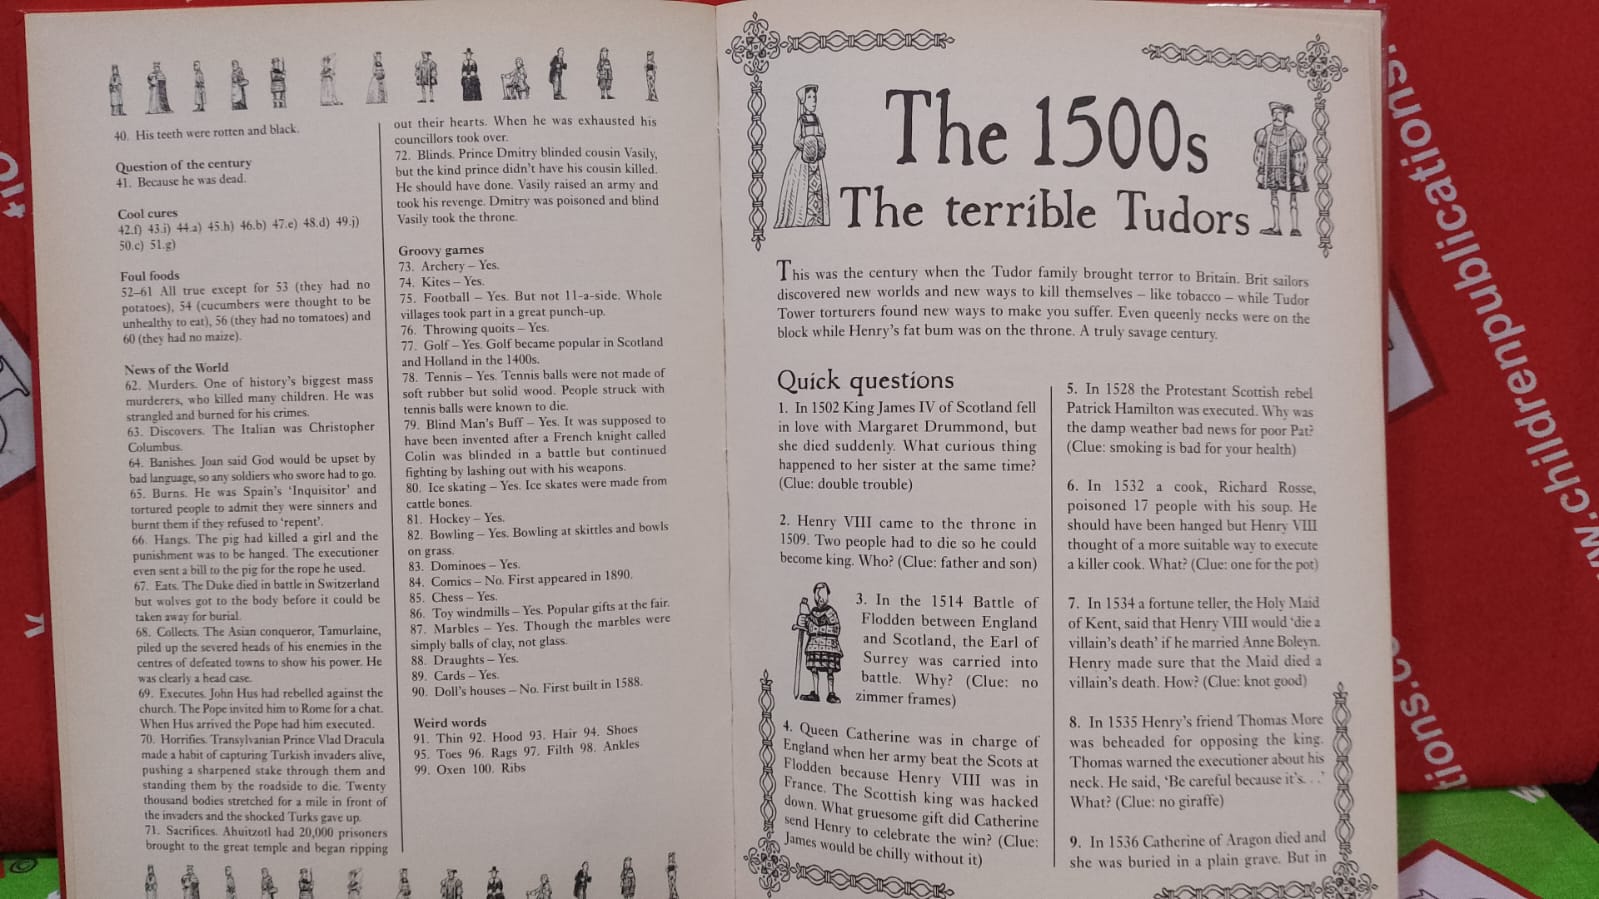 40. His teeth were rotten and black.
Question of the century
41. Because he was dead.
Cool cures
42.f) 43.i) 44.a) 45.h) 46.b) 47.e) 48.d) 49.j)
50.c) 51.g)
Foul foods
52–61 All true except for 53 (they had no
potatoes), 54 (cucumbers were thought to be
unhealthy to eat), 56 (they had no tomatoes) and
60 (they had no maize).
News of the World
62. Murders. One of history's biggest mass
murderers, who killed many children. He was
strangled and burned for his crimes.
63. Discovers. The Italian was Christopher
Columbus.
64. Banishes. Joan said God would be upset by
bad language, so any soldiers who swore had to go.
65. Burns. He was Spain's 'Inquisitor' and
tortured people to admit they were sinners and
burnt them if they refused to 'repent'.
66. Hangs. The pig had killed a girl and the
punishment was to be hanged. The executioner
even sent a bill to the pig for the rope he used.
67. Eats. The Duke died in battle in Switzerland
but wolves got to the body before it could be
taken away for burial.
68. Collects. The Asian conqueror, Tamurlaine,
piled up the severed heads of his enemies in the
centres of defeated towns to show his power. He
was clearly a head case.
69. Executes. John Hus had rebelled against the
church. The Pope invited him to Rome for a chat.
When Hus arrived the Pope had him executed.
70. Horrifies. Transylvanian Prince Vlad Dracula
made a habit of capturing Turkish invaders alive,
pushing a sharpened stake through them and
standing them by the roadside to die. Twenty
thousand bodies stretched for a mile in front of
the invaders and the shocked Turks gave up.
71. Sacrifices. Ahuitzotl had 20,000 prisoners
brought to the great temple and began ripping
out their hearts. When he was exhausted his
councillors took over.
72. Blinds. Prince Dmitry blinded cousin Vasily,
but the kind prince didn't have his cousin killed.
He should have done. Vasily raised an army and
took his revenge. Dmitry was poisoned and blind
Vasily took the throne.
Groovy games
73. Archery – Yes.
74. Kites – Yes.
75. Football – Yes. But not 11-a-side. Whole
villages took part in a great punch-up.
76. Throwing quoits – Yes.
77. Golf – Yes. Golf became popular in Scotland
and Holland in the 1400s.
78. Tennis – Yes. Tennis balls were not made of
soft rubber but solid wood. People struck with
tennis balls were known to die.
79. Blind Man's Buff – Yes. It was supposed to
have been invented after a French knight called
Colin was blinded in a battle but continued
fighting by lashing out with his weapons.
80. Ice skating – Yes. Ice skates were made from
cattle bones.
81. Hockey – Yes.
82. Bowling – Yes. Bowling at skittles and bowls
on grass.
83. Dominoes – Yes.
84. Comics – No. First appeared in 1890.
85. Chess – Yes.
86. Toy windmills – Yes. Popular gifts at the fair.
87. Marbles – Yes. Though the marbles were
simply balls of clay, not glass.
88. Draughts – Yes.
89. Cards – Yes.
90. Doll's houses – No. First built in 1588.
Weird words
91. Thin 92. Hood 93. Hair 94. Shoes
95. Toes 96. Rags 97. Filth 98. Ankles
99. Oxen 100. Ribs
The 1500s
The terrible Tudors
This was the century when the Tudor family brought terror to Britain. Brit sailors
discovered new worlds and new ways to kill themselves – like tobacco – while Tudor
Tower torturers found new ways to make you suffer. Even queenly necks were on the
block while Henry's fat bum was on the throne. A truly savage century.
Quick questions
1. In 1502 King James IV of Scotland fell
in love with Margaret Drummond, but
she died suddenly. What curious thing
happened to her sister at the same time?
(Clue: double trouble)
2. Henry VIII came to the throne in
1509. Two people had to die so he could
become king. Who? (Clue: father and son)
3. In the 1514 Battle of
Flodden between England
and Scotland, the Earl of
Surrey was carried into
battle. Why? (Clue: no
zimmer frames)
4. Queen Catherine was in charge of
England when her army beat the Scots at
Flodden because Henry VIII was in
France. The Scottish king was hacked
down. What gruesome gift did Catherine
send Henry to celebrate the win? (Clue:
James would be chilly without it)
5. In 1528 the Protestant Scottish rebel
Patrick Hamilton was executed. Why was
the damp weather bad news for poor Pat?
(Clue: smoking is bad for your health)
6. In 1532 a cook, Richard Rosse,
poisoned 17 people with his soup. He
should have been hanged but Henry VIII
thought of a more suitable way to execute
a killer cook. What? (Clue: one for the pot)
7. In 1534 a fortune teller, the Holy Maid
of Kent, said that Henry VIII would 'die a
villain's death' if he married Anne Boleyn.
Henry made sure that the Maid died a
villain's death. How? (Clue: knot good)
8. In 1535 Henry's friend Thomas More
was beheaded for opposing the king.
Thomas warned the executioner about his
neck. He said, 'Be careful because it's. . .'
What? (Clue: no giraffe)
9. In 1536 Catherine of Aragon died and
she was buried in a plain grave. But in
w.childrenpublications.
tions.co